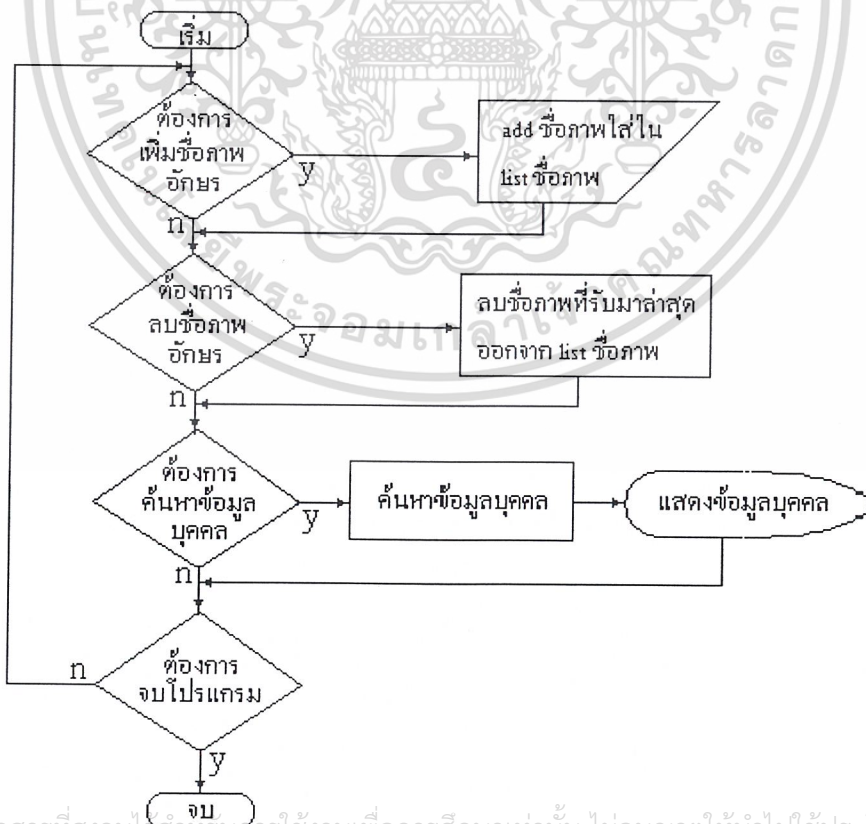 เริ่ม
ต้องการ
เพิ่มชื่อภาพ
อักษร
y
add ชื่อภาพใส่ใน
list ชื่อภาพ
n
ต้องการ
ลบชื่อภาพ
อักษร
y
ลบชื่อภาพที่รับมาล่าสุด
ออกจาก list ชื่อภาพ
n
ต้องการ
ค้นหาข้อมูล
บุคคล
y
ค้นหาข้อมูลบุคคล
แสดงข้อมูลบุคคล
n
ต้องการ
จบโปรแกรม
n
y
จบ